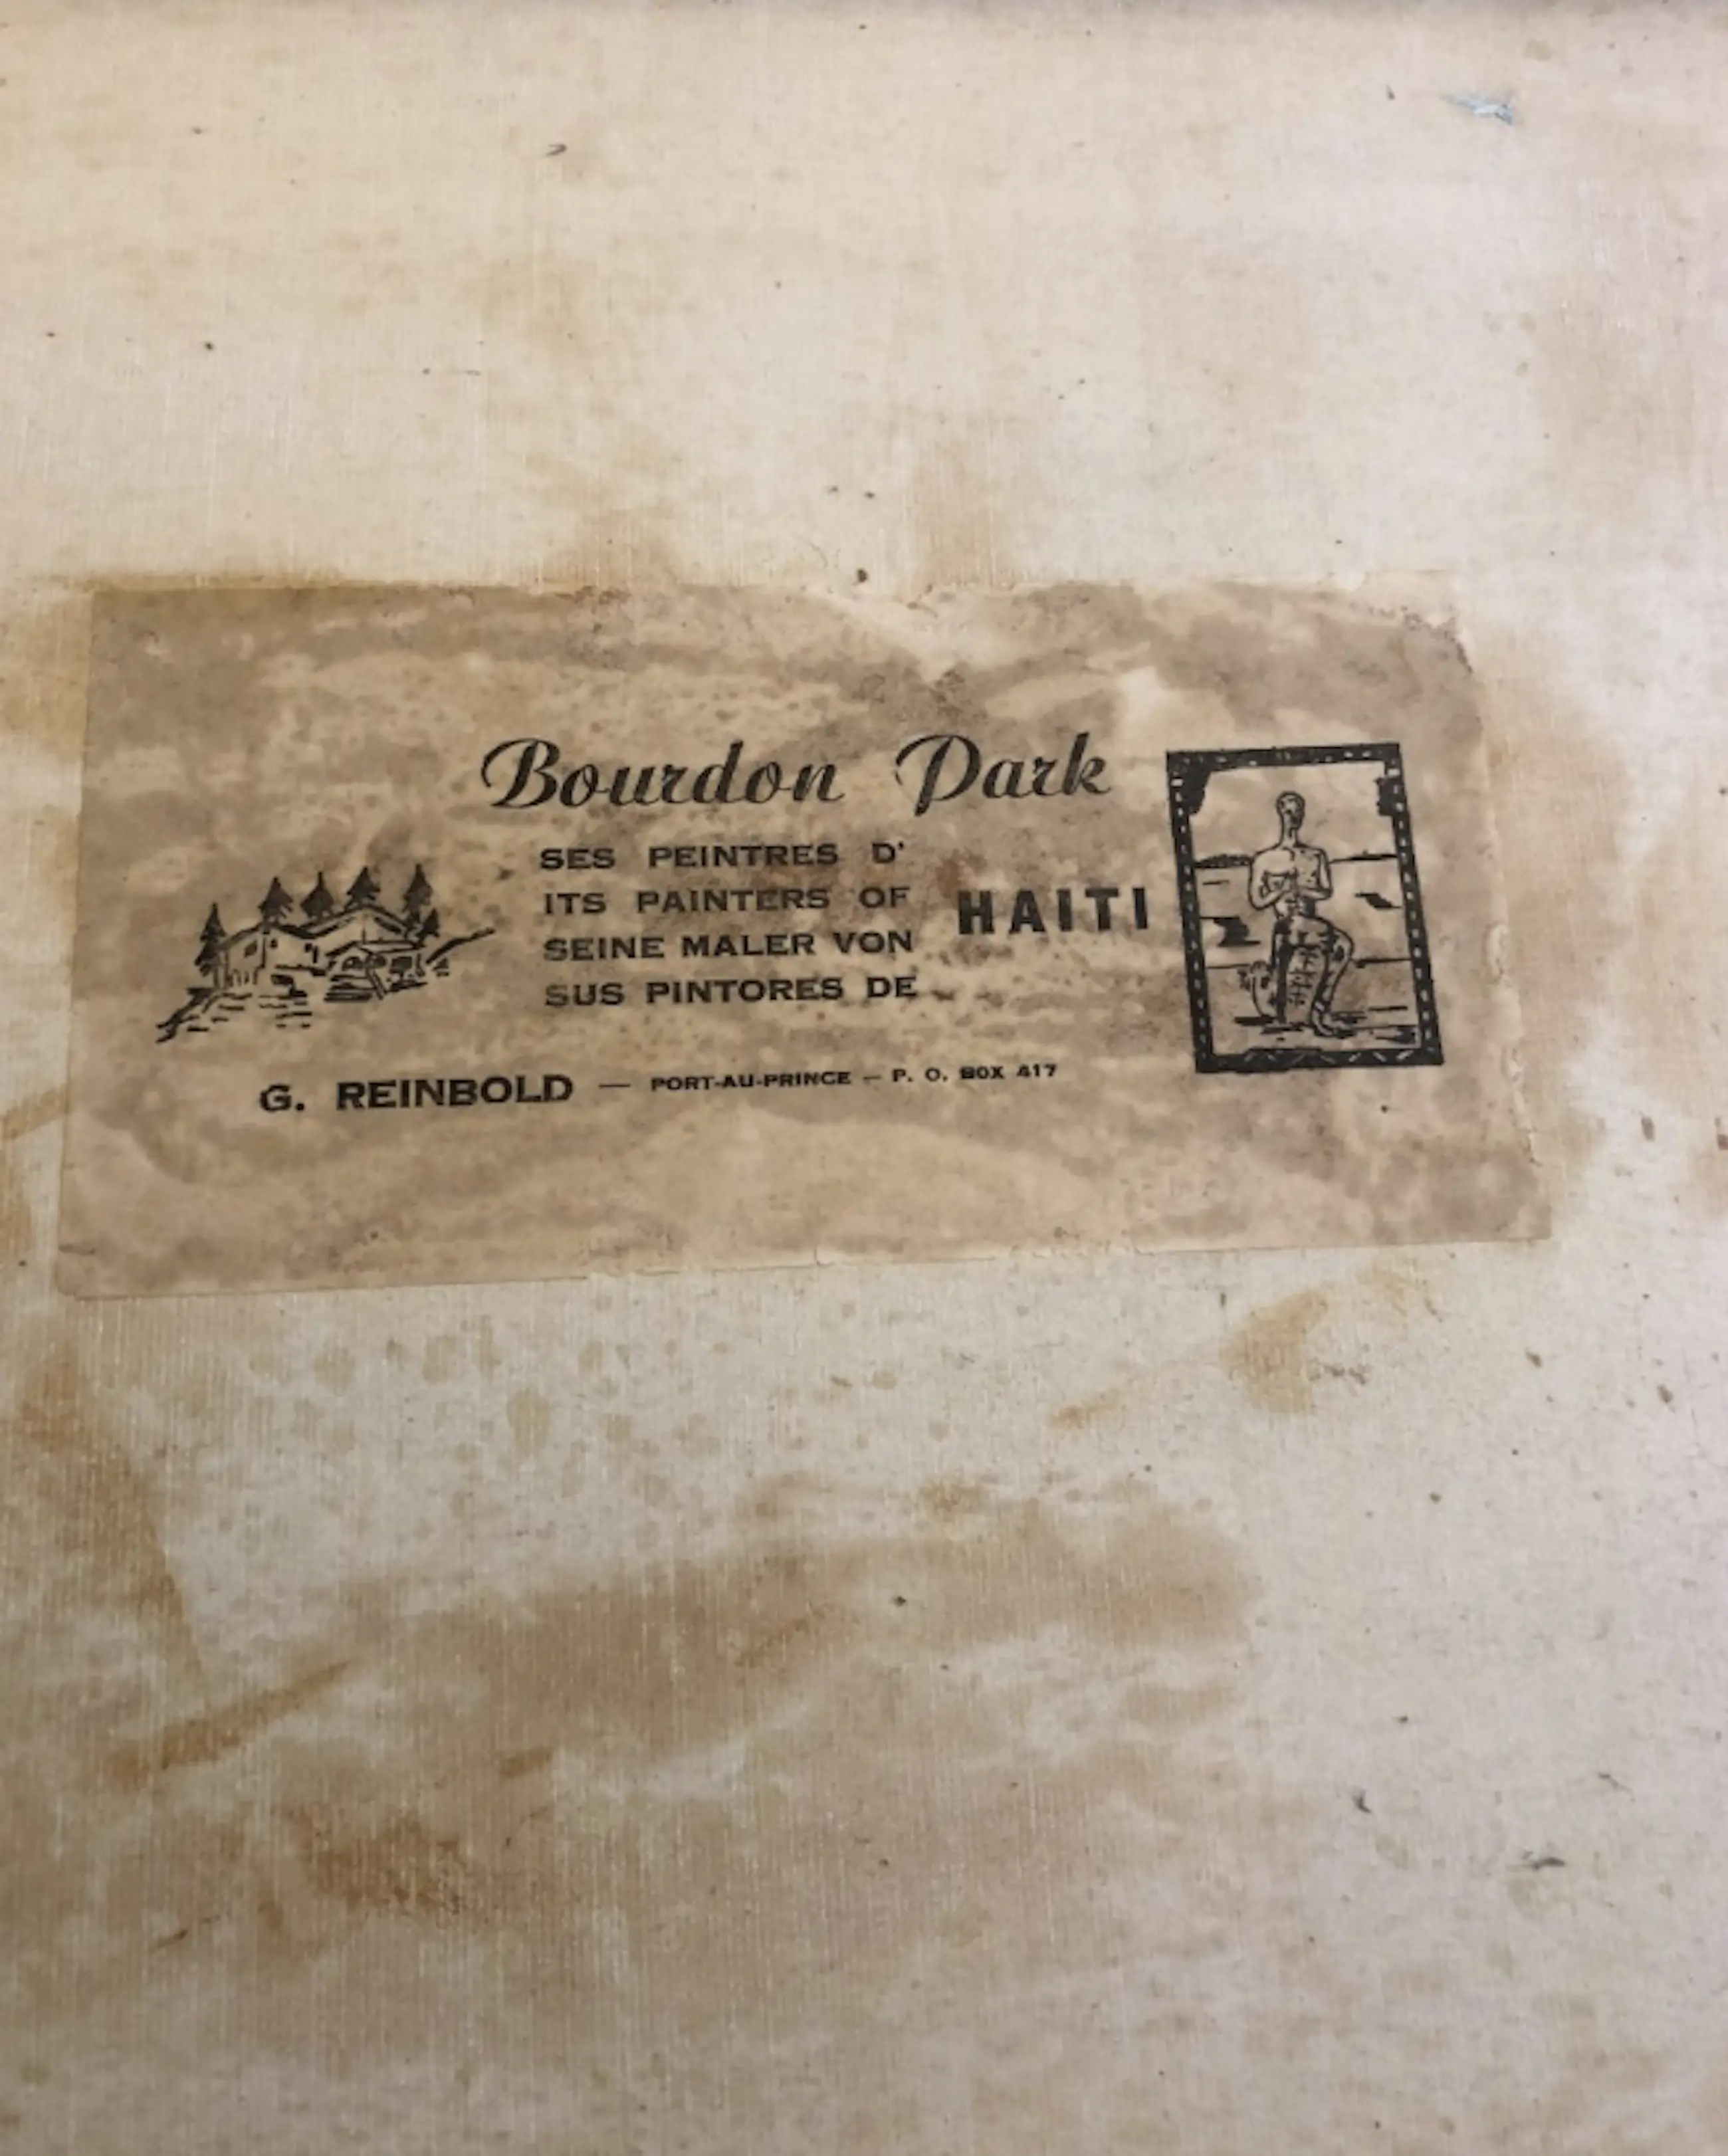 Bourdon Park
SES PEINTRES D'
ITS PAINTERS OF
SEINE MALER VON
SUS PINTORES DE
HAITI
G. REINBOLD — PORT-AU-PRINCE — P. O. BOX 417